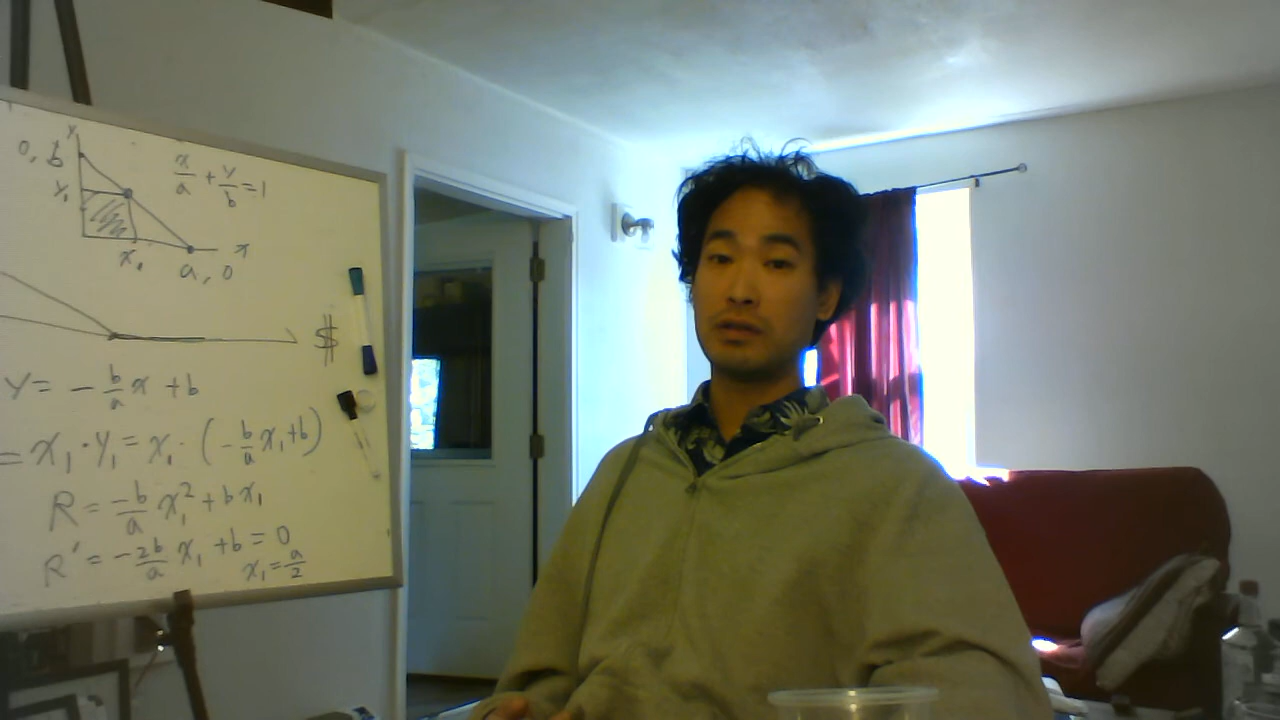 y
0, b
x/a + y/b = 1
y₁
x₁
x
a, 0
$
y = - b/a x + b
= x₁ · y₁ = x₁ · (- b/a x₁ + b)
R = -b/a x₁² + b x₁
R' = -2b/a x₁ + b = 0
x₁ = a/2